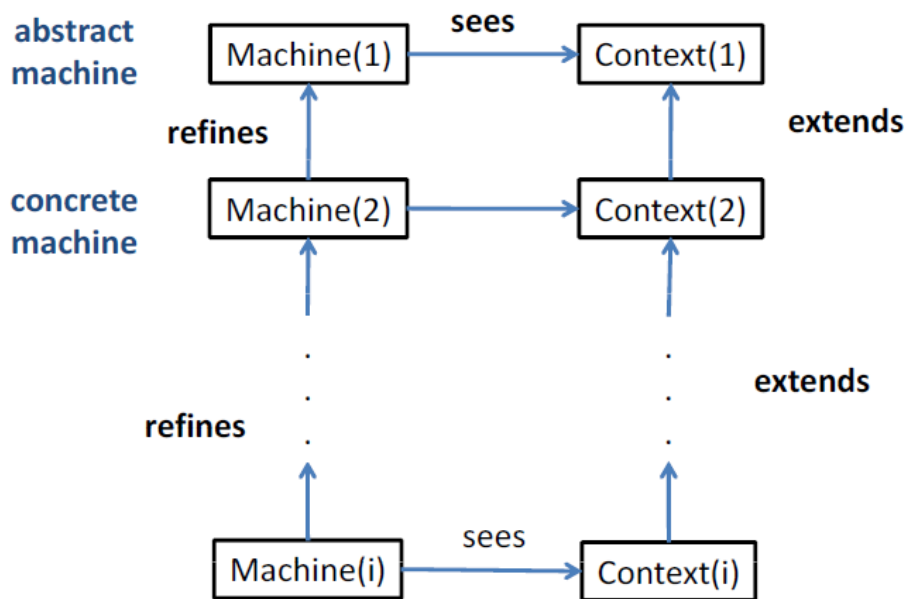 sees
abstract
machine
Machine(1)
Context(1)
refines
extends
concrete
machine
Machine(2)
Context(2)
.
.
.
.
.
.
extends
refines
sees
Machine(i)
Context(i)